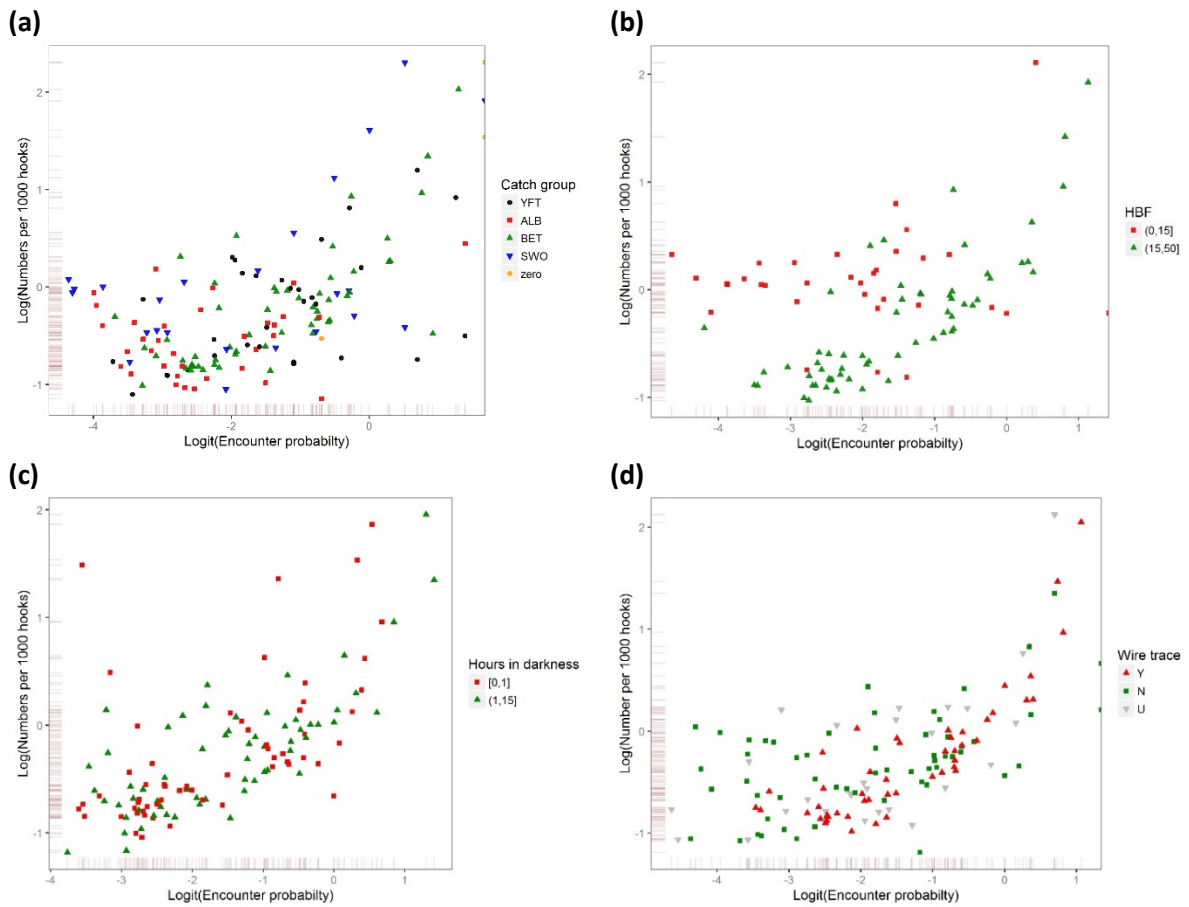 (a)
2
1
0
-1
-4
-2
0
Log(Numbers per 1000 hooks)
Logit(Encounter probabilty)
Catch group
YFT
ALB
BET
SWO
zero
(b)
2
1
0
-1
-4
-3
-2
-1
0
1
Log(Numbers per 1000 hooks)
Logit(Encounter probabilty)
HBF
(0,15]
(15,50]
(c)
2
1
0
-1
-4
-3
-2
-1
0
1
Log(Numbers per 1000 hooks)
Logit(Encounter probabilty)
Hours in darkness
[0,1]
(1,15]
(d)
2
1
0
-1
-4
-3
-2
-1
0
1
Log(Numbers per 1000 hooks)
Logit(Encounter probabilty)
Wire trace
Y
N
U